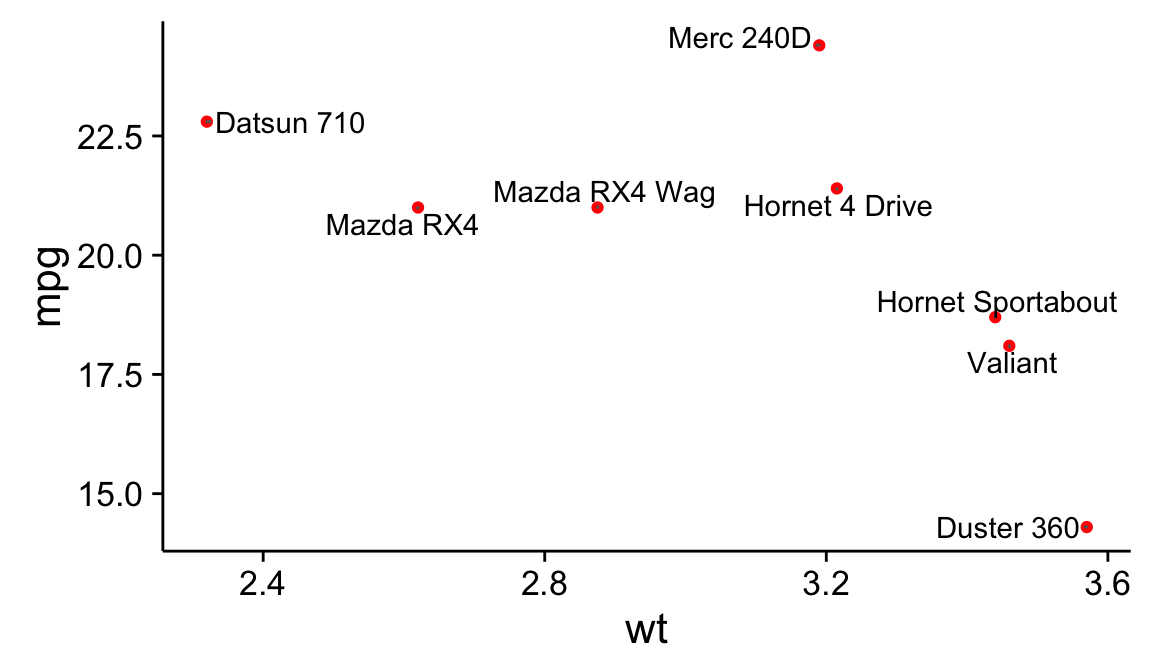 Merc 240D
Datsun 710
22.5
Mazda RX4 Wag
Hornet 4 Drive
Mazda RX4
20.0
mpg
Hornet Sportabout
Valiant
17.5
15.0
Duster 360
2.4 2.8 3.2 3.6
wt